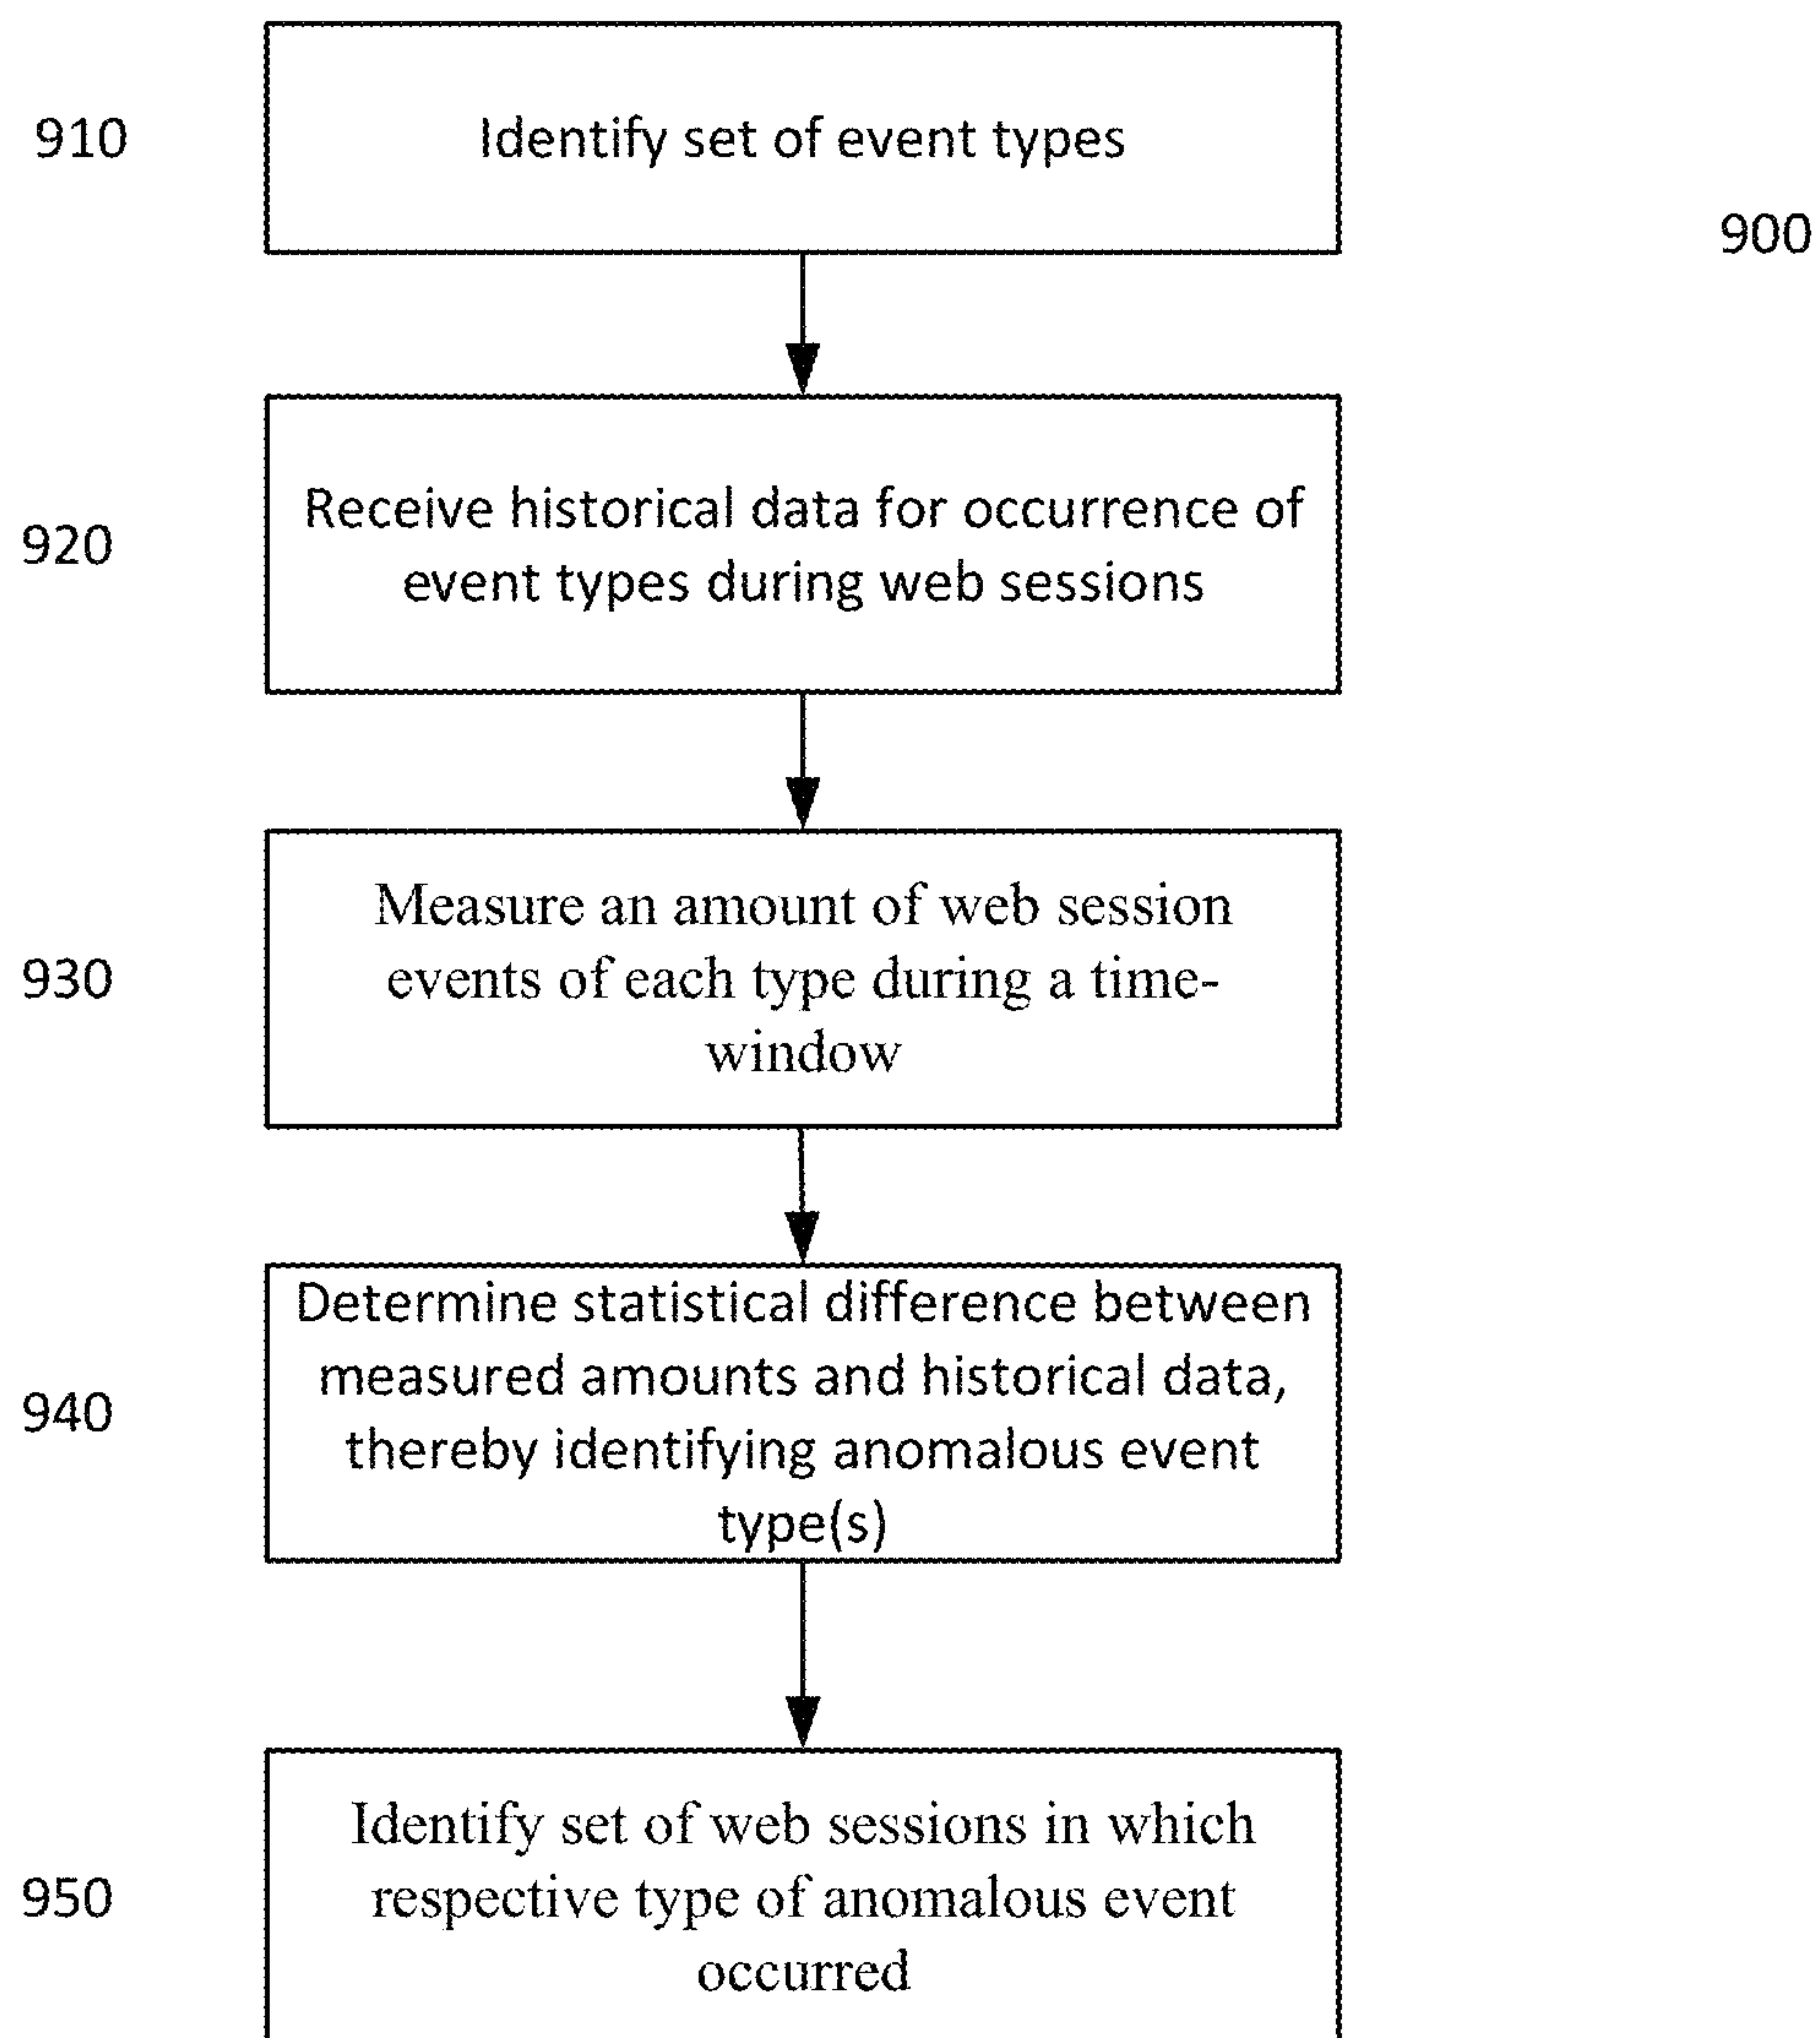 910
Identify set of event types
900
920
Receive historical data for occurrence of
event types during web sessions
930
Measure an amount of web session
events of each type during a time-
window
940
Determine statistical difference between
measured amounts and historical data,
thereby identifying anomalous event
type(s)
950
Identify set of web sessions in which
respective type of anomalous event
occurred